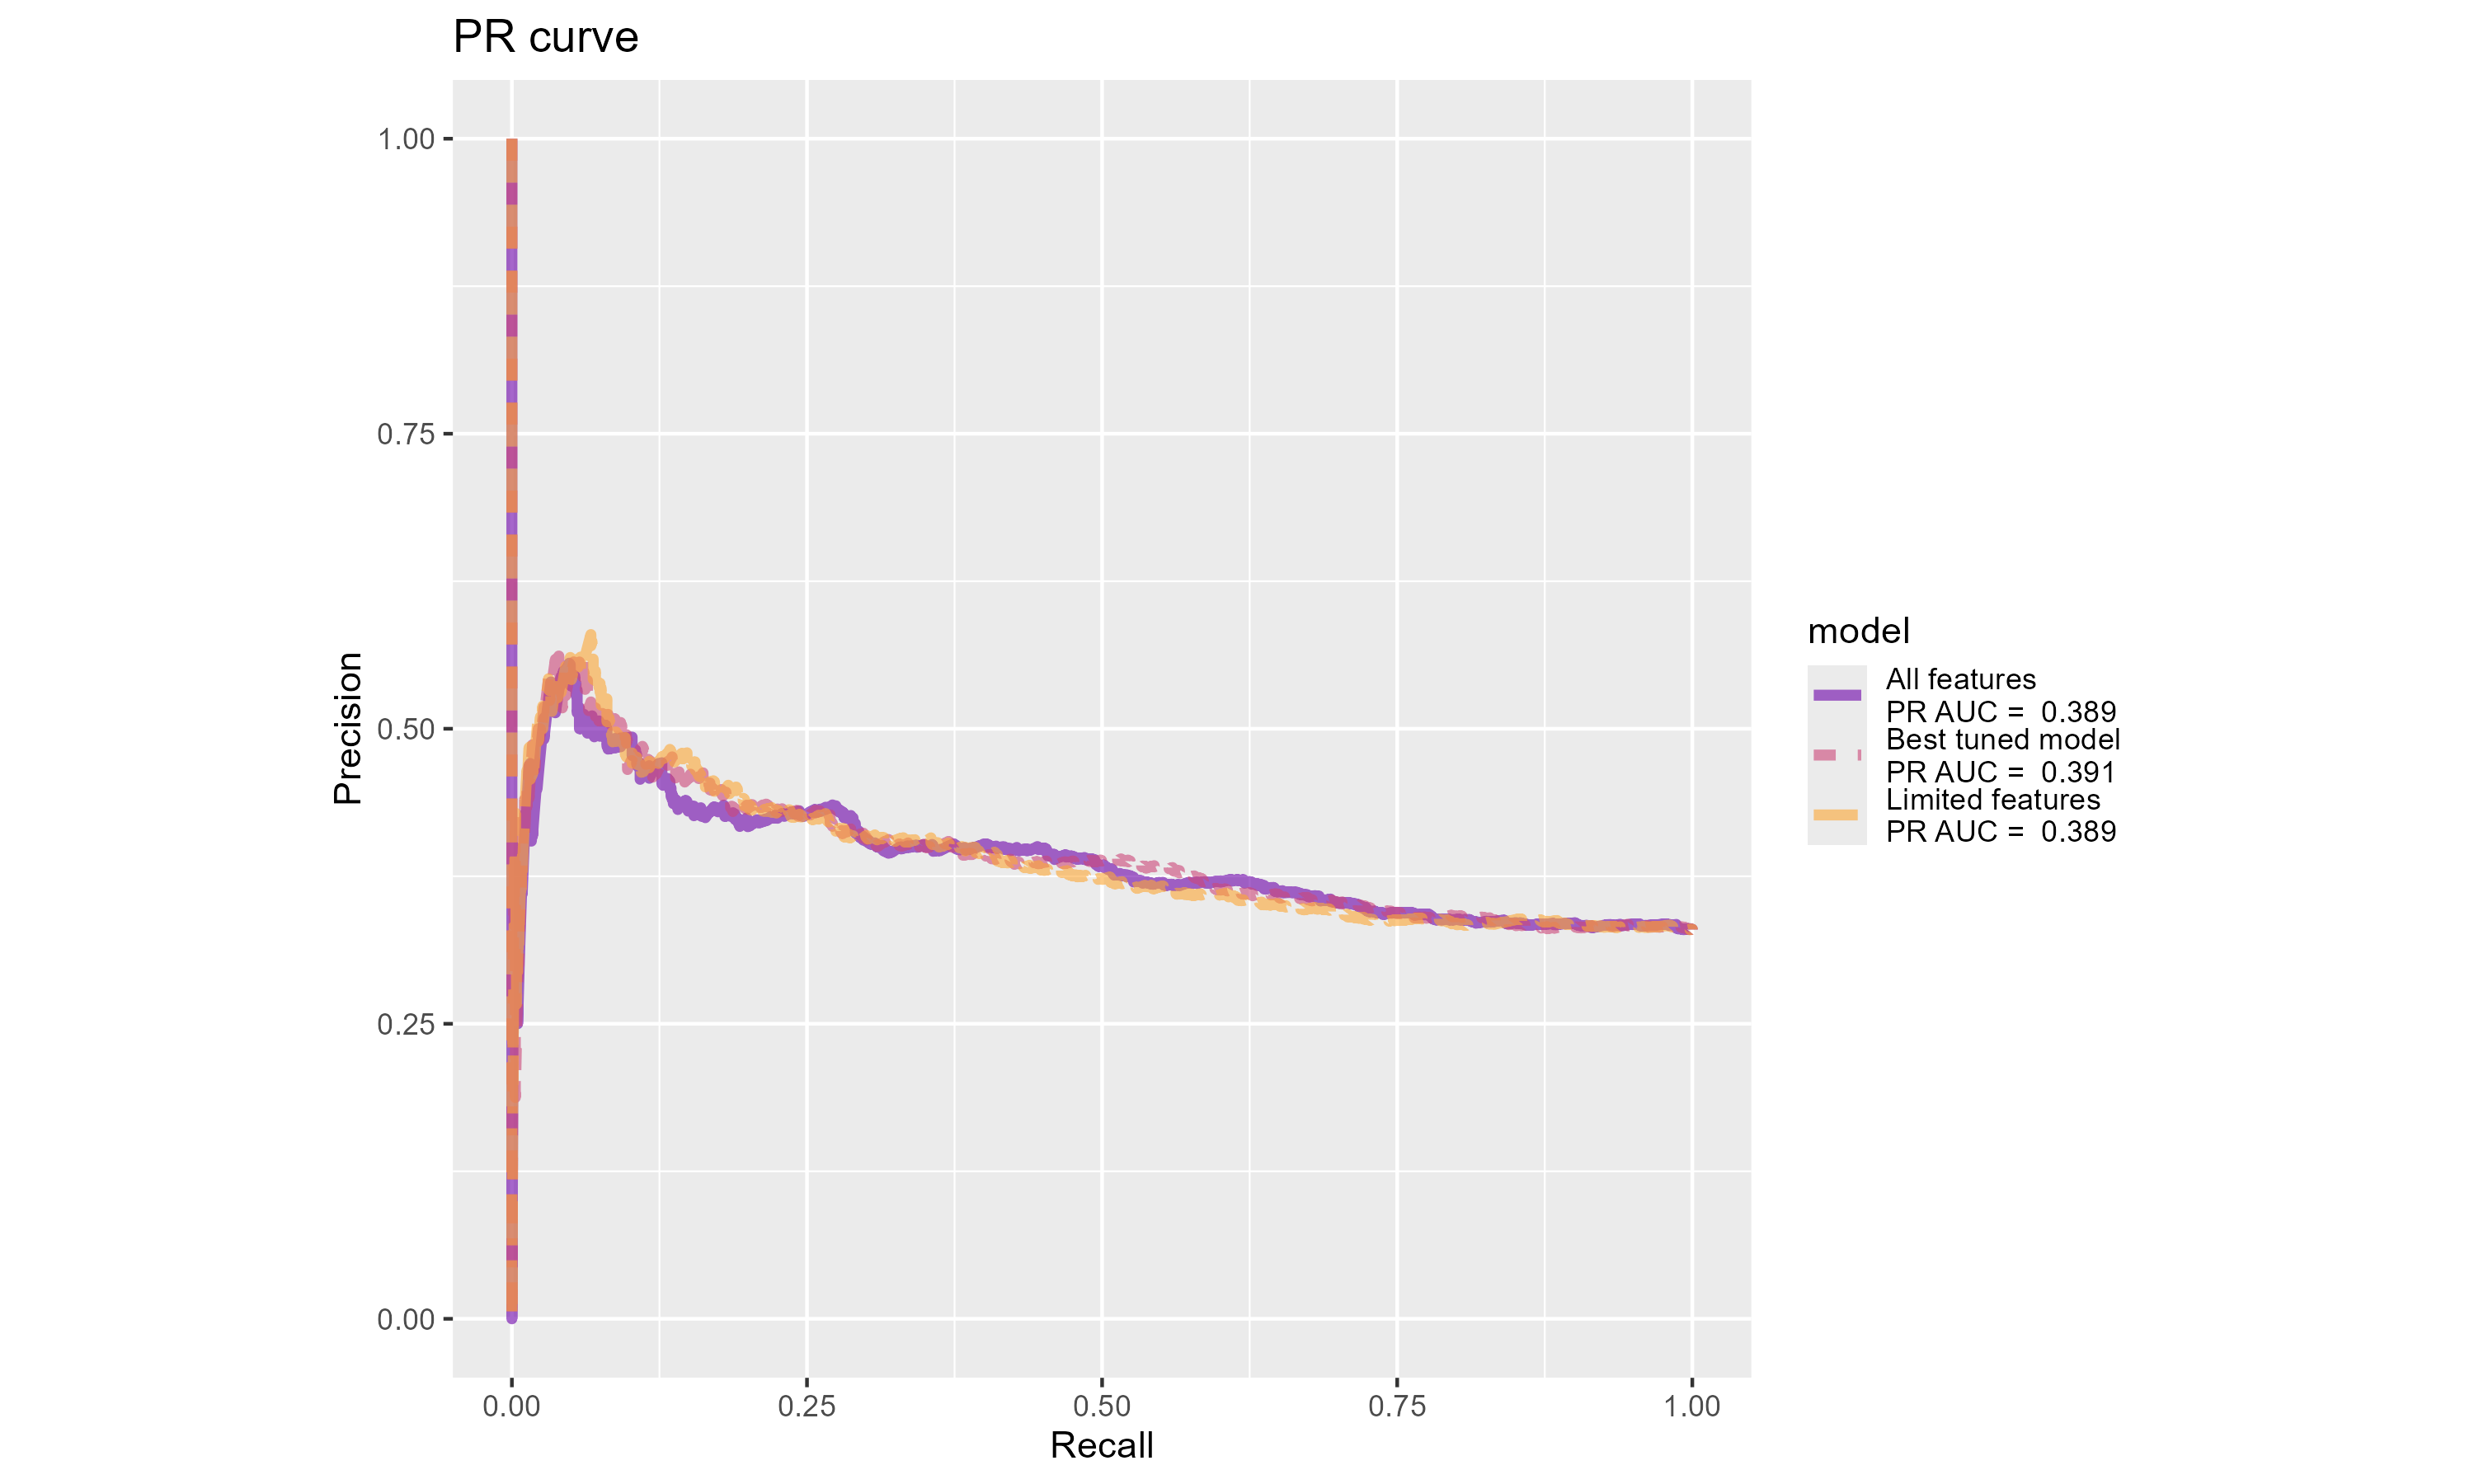 PR curve
1.00
0.75
0.50
0.25
0.00
Precision
0.00
0.25
0.50
0.75
1.00
Recall
model
All features
PR AUC = 0.389
Best tuned model
PR AUC = 0.391
Limited features
PR AUC = 0.389